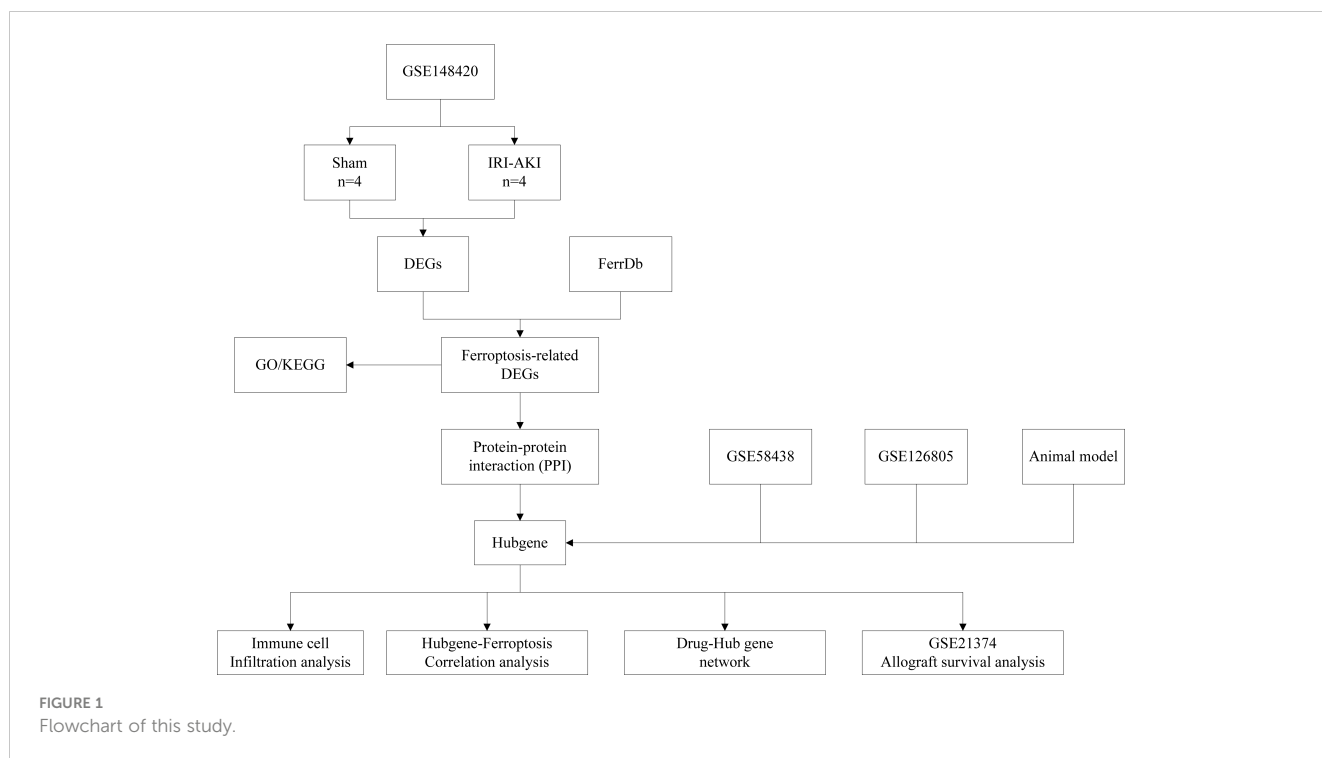 GSE148420
Sham
n=4
IRI-AKI
n=4
DEGs
FerrDb
GO/KEGG
Ferroptosis-related
DEGs
Protein-protein
interaction (PPI)
GSE58438
GSE126805
Animal model
Hubgene
Immune cell
Infiltration analysis
Hubgene-Ferroptosis
Correlation analysis
Drug-Hub gene
network
GSE21374
Allograft survival analysis
FIGURE 1
Flowchart of this study.